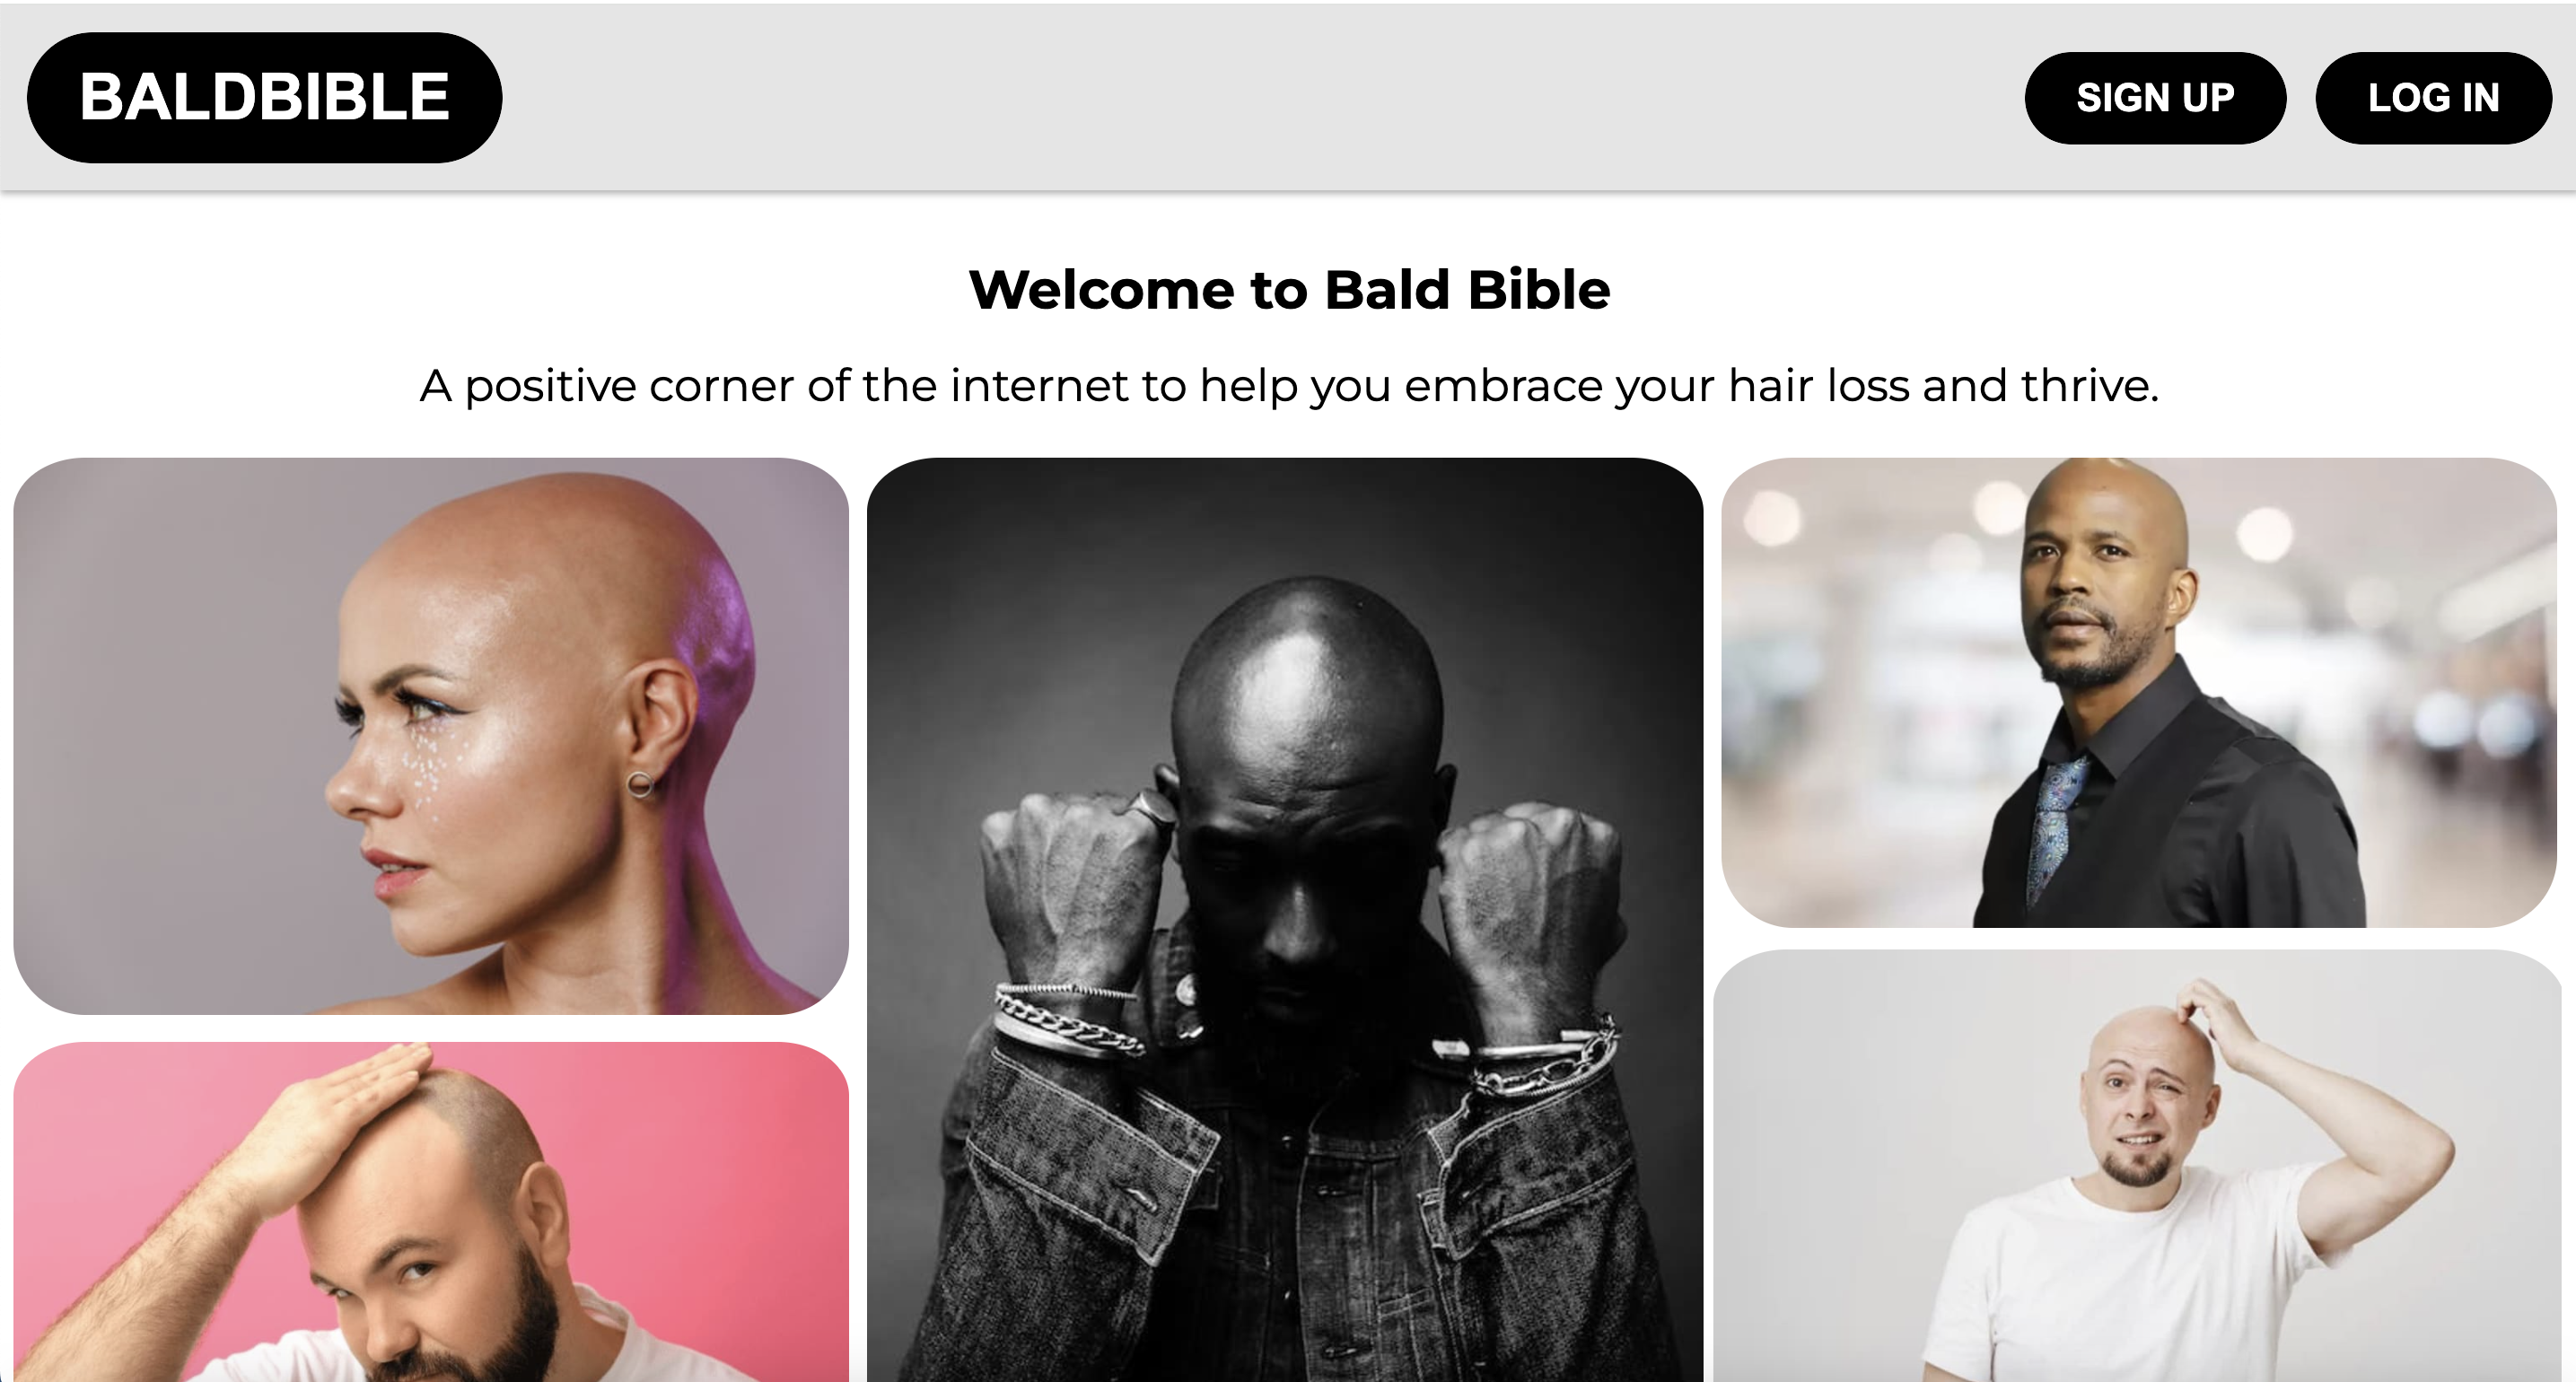 BALDBIBLE
SIGN UP
LOG IN
Welcome to Bald Bible
A positive corner of the internet to help you embrace your hair loss and thrive.